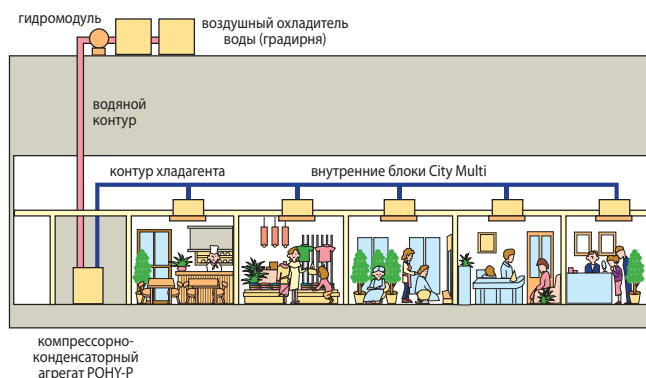 гидромодуль
воздушный охладитель
воды (градирня)
водяной
контур
контур хладагента
внутренние блоки City Multi
компрессорно-
конденсаторный
агрегат PQHY-P